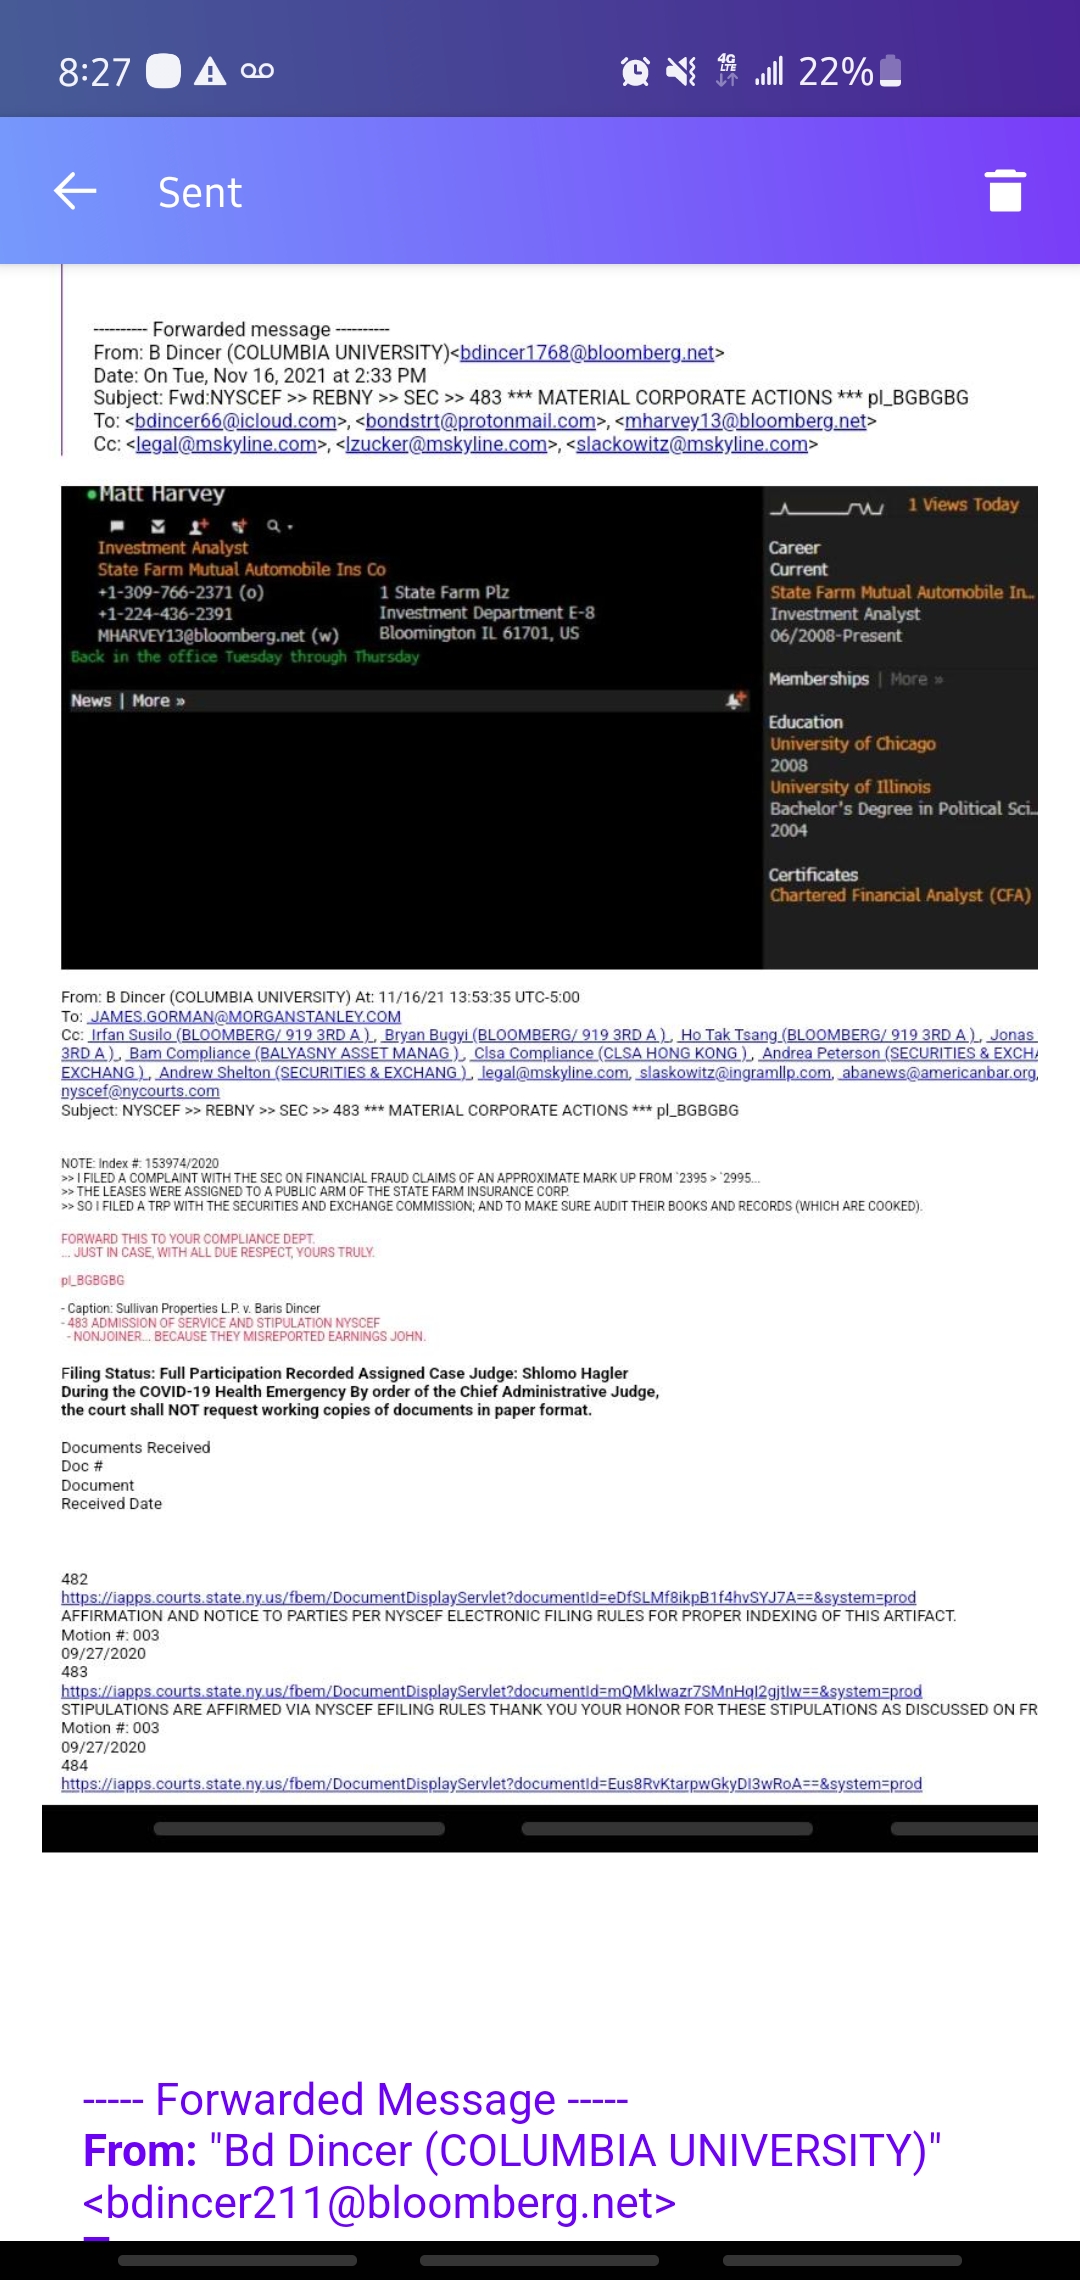 8:27
4G LTE
22%
Sent
---------- Forwarded message ----------
From: B Dincer (COLUMBIA UNIVERSITY)<bdincer1768@bloomberg.net>
Date: On Tue, Nov 16, 2021 at 2:33 PM
Subject: Fwd:NYSCEF >> REBNY >> SEC >> 483 *** MATERIAL CORPORATE ACTIONS *** pl_BGBGBG
To: <bdincer66@icloud.com>, <bondstrt@protonmail.com>, <mharvey13@bloomberg.net>
Cc: <legal@mskyline.com>, <lzucker@mskyline.com>, <slackowitz@mskyline.com>
Matt Harvey
Investment Analyst
State Farm Mutual Automobile Ins Co
+1-309-766-2371 (o) 1 State Farm Plz
+1-224-436-2391 Investment Department E-8
MHARVEY13@bloomberg.net (w) Bloomington IL 61701, US
Back in the office Tuesday through Thursday
News | More »
1 Views Today
Career
Current
State Farm Mutual Automobile In...
Investment Analyst
06/2008-Present
Memberships | More »
Education
University of Chicago
2008
University of Illinois
Bachelor's Degree in Political Sci...
2004
Certificates
Chartered Financial Analyst (CFA)
From: B Dincer (COLUMBIA UNIVERSITY) At: 11/16/21 13:53:35 UTC-5:00
To: JAMES.GORMAN@MORGANSTANLEY.COM
Cc: Irfan Susilo (BLOOMBERG/ 919 3RD A ) , Bryan Bugyi (BLOOMBERG/ 919 3RD A ) , Ho Tak Tsang (BLOOMBERG/ 919 3RD A ) , Jonas
3RD A ) , Bam Compliance (BALYASNY ASSET MANAG ) , Clsa Compliance (CLSA HONG KONG ) , Andrea Peterson (SECURITIES & EXCHA
EXCHANG ) , Andrew Shelton (SECURITIES & EXCHANG ) , legal@mskyline.com, slaskowitz@ingramllp.com, abanews@americanbar.org,
nyscef@nycourts.com
Subject: NYSCEF >> REBNY >> SEC >> 483 *** MATERIAL CORPORATE ACTIONS *** pl_BGBGBG
NOTE: Index #: 153974/2020
>> I FILED A COMPLAINT WITH THE SEC ON FINANCIAL FRAUD CLAIMS OF AN APPROXIMATE MARK UP FROM `2395 > `2995...
>> THE LEASES WERE ASSIGNED TO A PUBLIC ARM OF THE STATE FARM INSURANCE CORP.
>> SO I FILED A TRP WITH THE SECURITIES AND EXCHANGE COMMISSION; AND TO MAKE SURE AUDIT THEIR BOOKS AND RECORDS (WHICH ARE COOKED).
FORWARD THIS TO YOUR COMPLIANCE DEPT.
... JUST IN CASE, WITH ALL DUE RESPECT, YOURS TRULY.
pl_BGBGBG
- Caption: Sullivan Properties L.P. v. Baris Dincer
- 483 ADMISSION OF SERVICE AND STIPULATION NYSCEF
- NONJOINER... BECAUSE THEY MISREPORTED EARNINGS JOHN.
Filing Status: Full Participation Recorded Assigned Case Judge: Shlomo Hagler
During the COVID-19 Health Emergency By order of the Chief Administrative Judge,
the court shall NOT request working copies of documents in paper format.
Documents Received
Doc #
Document
Received Date
482
https://iapps.courts.state.ny.us/fbem/DocumentDisplayServlet?documentId=eDfSLMf8ikpB1f4hvSYJ7A==&system=prod
AFFIRMATION AND NOTICE TO PARTIES PER NYSCEF ELECTRONIC FILING RULES FOR PROPER INDEXING OF THIS ARTIFACT.
Motion #: 003
09/27/2020
483
https://iapps.courts.state.ny.us/fbem/DocumentDisplayServlet?documentId=mQMklwazr7SMnHqI2gjtIw==&system=prod
STIPULATIONS ARE AFFIRMED VIA NYSCEF EFILING RULES THANK YOU YOUR HONOR FOR THESE STIPULATIONS AS DISCUSSED ON FR
Motion #: 003
09/27/2020
484
https://iapps.courts.state.ny.us/fbem/DocumentDisplayServlet?documentId=Eus8RvKtarpwGkyDI3wRoA==&system=prod
----- Forwarded Message -----
From: "Bd Dincer (COLUMBIA UNIVERSITY)"
<bdincer211@bloomberg.net>